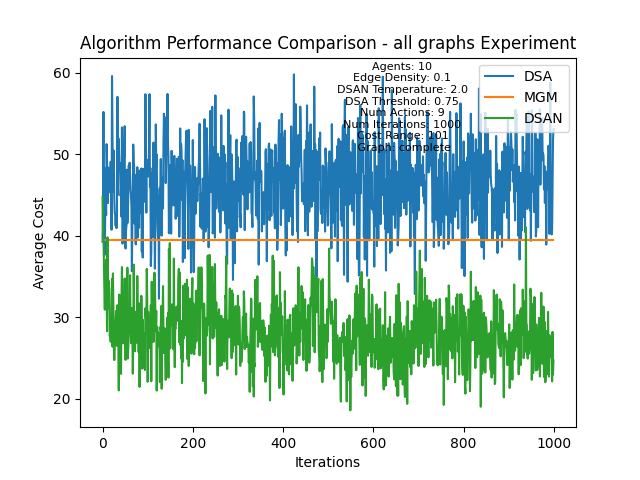 Algorithm Performance Comparison - all graphs Experiment
Agents: 10
Edge Density: 0.1
DSAN Temperature: 2.0
DSA Threshold: 0.75
Num Actions: 9
Num Iterations: 1000
Cost Range: 101
Graph: complete
DSA
MGM
DSAN
Average Cost
60
50
40
30
20
0
200
400
600
800
1000
Iterations